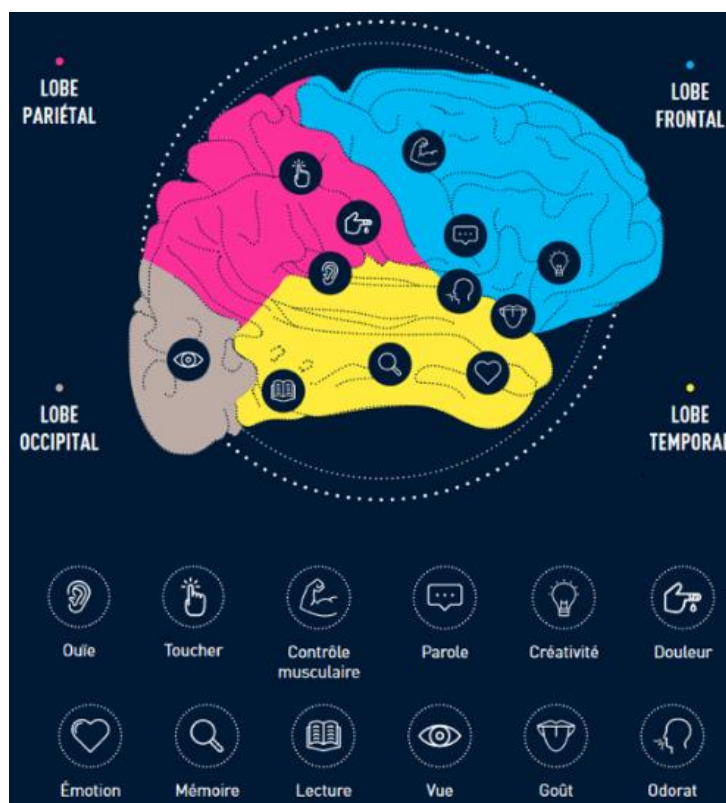 LOBE
PARIÉTAL
LOBE
FRONTAL
LOBE
OCCIPITAL
LOBE
TEMPORAL
Ouïe
Toucher
Contrôle
musculaire
Parole
Créativité
Douleur
Émotion
Mémoire
Lecture
Vue
Goût
Odorat